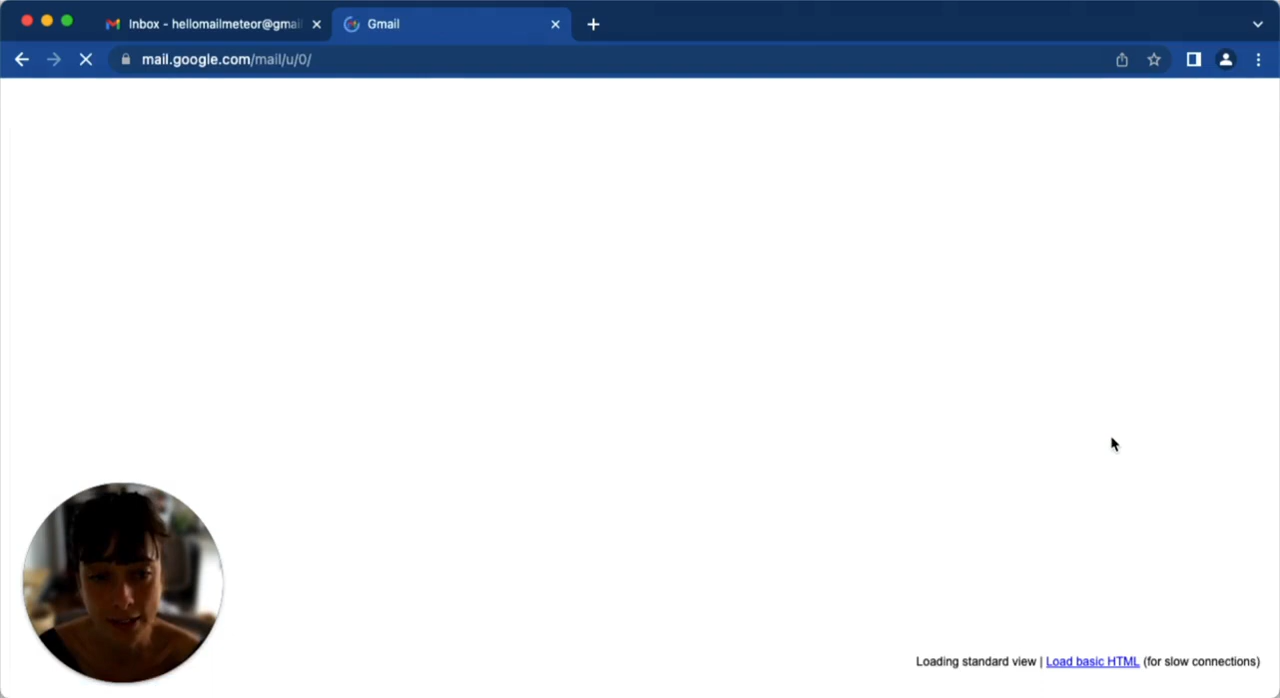 Inbox - hellomailmeteor@gmai
Gmail
mail.google.com/mail/u/0/
Loading standard view | Load basic HTML (for slow connections)